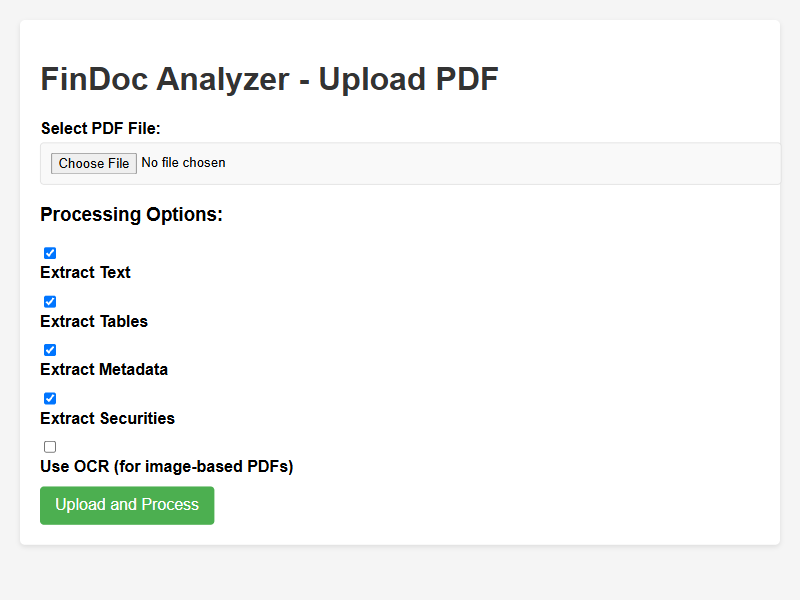 FinDoc Analyzer - Upload PDF
Select PDF File:
Choose File No file chosen
Processing Options:
Extract Text
Extract Tables
Extract Metadata
Extract Securities
Use OCR (for image-based PDFs)
Upload and Process